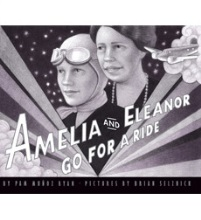 AMELIA AND ELEANOR
GO FOR A RIDE
BY PAM MUÑOZ RYAN · PICTURES BY BRIAN SELZNICK